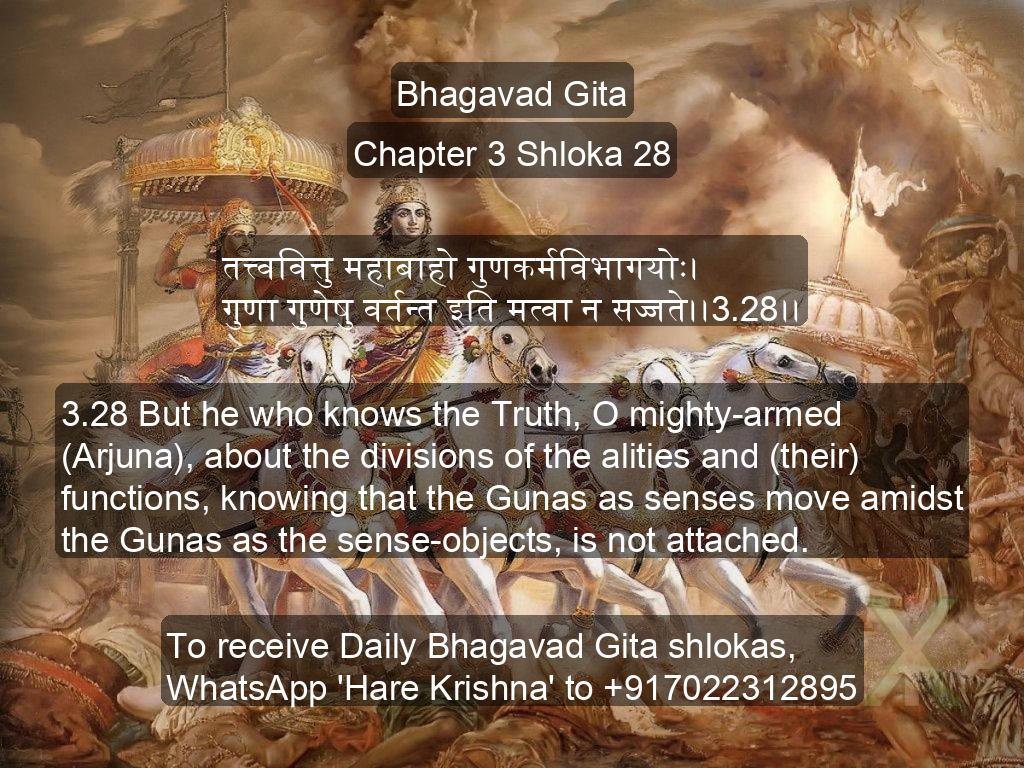 Bhagavad Gita
Chapter 3 Shloka 28
तत्त्ववित्तु महाबाहो गुणकर्मविभागयोः।
गुणा गुणेषु वर्तन्त इति मत्वा न सज्जते।।3.28।।
3.28 But he who knows the Truth, O mighty-armed
(Arjuna), about the divisions of the alities and (their)
functions, knowing that the Gunas as senses move amidst
the Gunas as the sense-objects, is not attached.
To receive Daily Bhagavad Gita shlokas,
WhatsApp 'Hare Krishna' to +917022312895